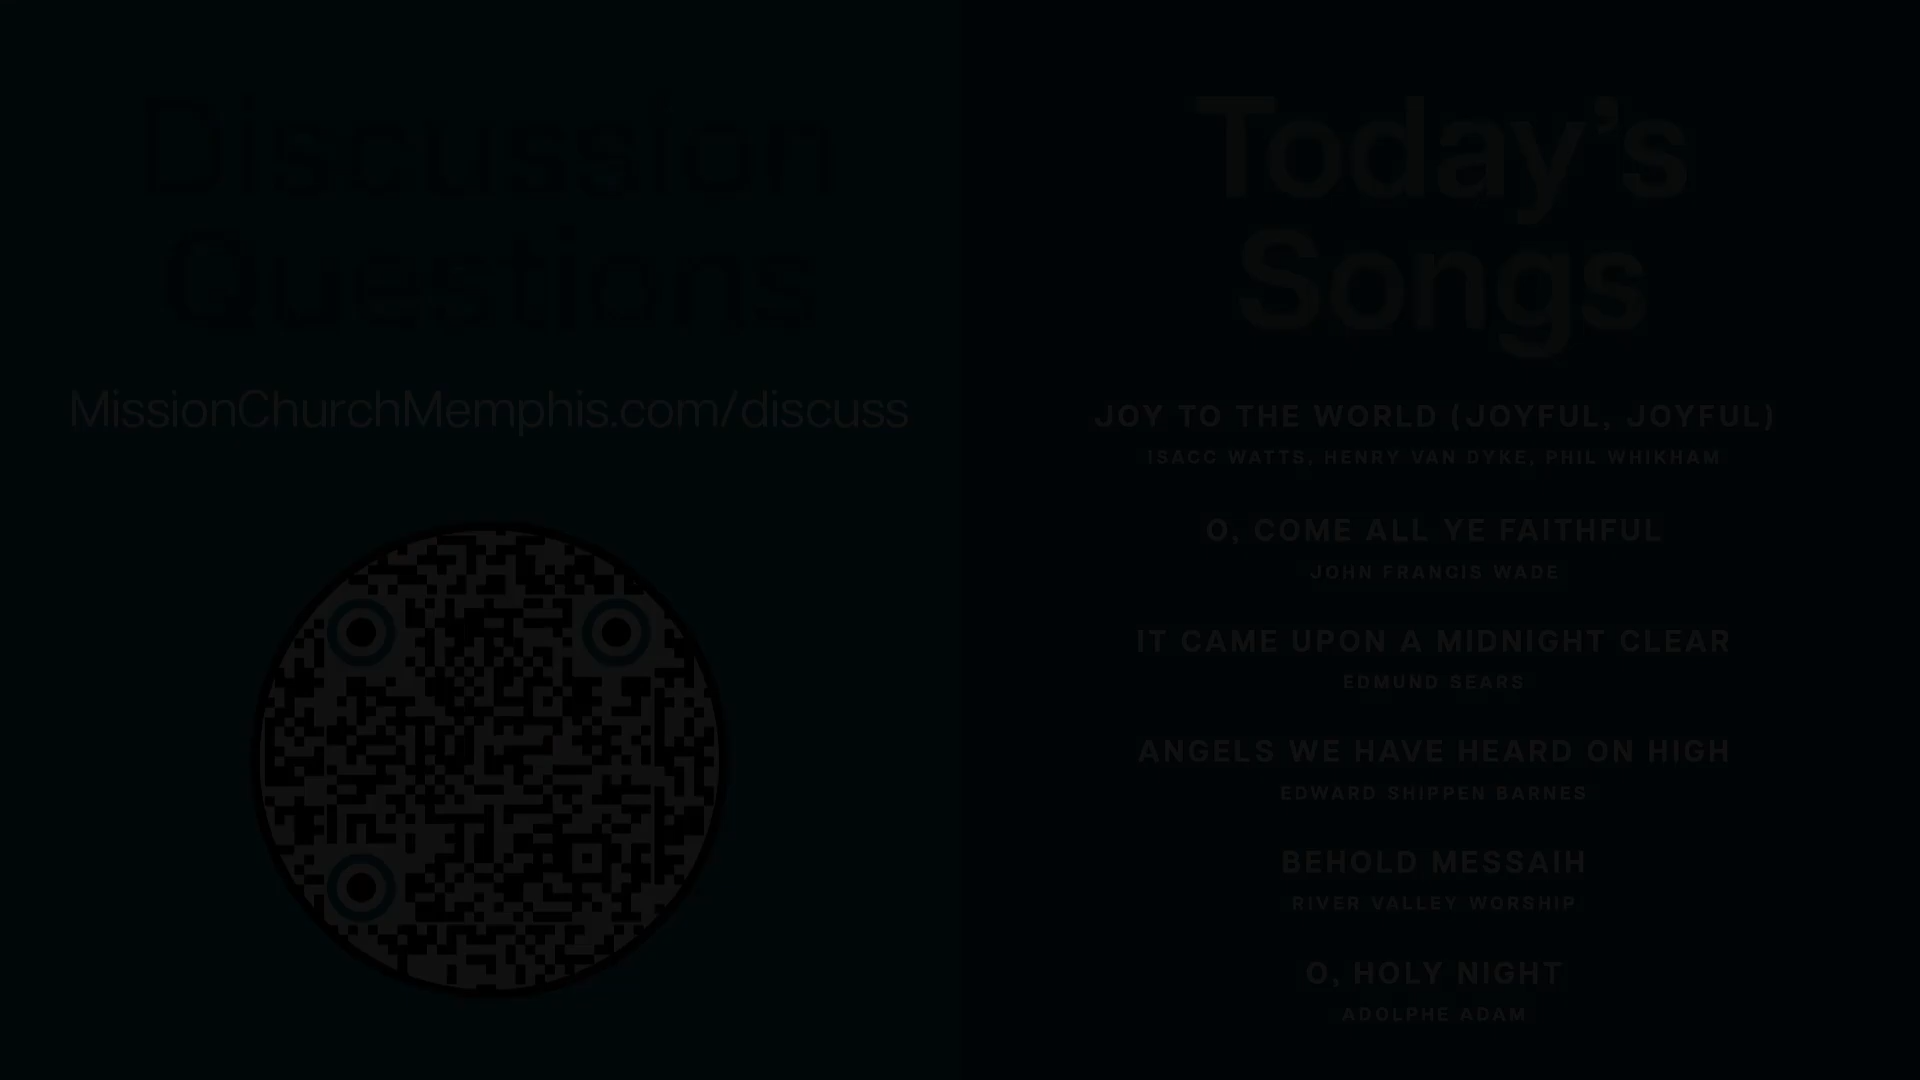 Discussion
Questions
MissionChurchMemphis.com/discuss
Today’s
Songs
JOY TO THE WORLD (JOYFUL, JOYFUL)
ISACC WATTS, HENRY VAN DYKE, PHIL WHIKHAM
O, COME ALL YE FAITHFUL
JOHN FRANCIS WADE
IT CAME UPON A MIDNIGHT CLEAR
EDMUND SEARS
ANGELS WE HAVE HEARD ON HIGH
EDWARD SHIPPEN BARNES
BEHOLD MESSAIH
RIVER VALLEY WORSHIP
O, HOLY NIGHT
ADOLPHE ADAM